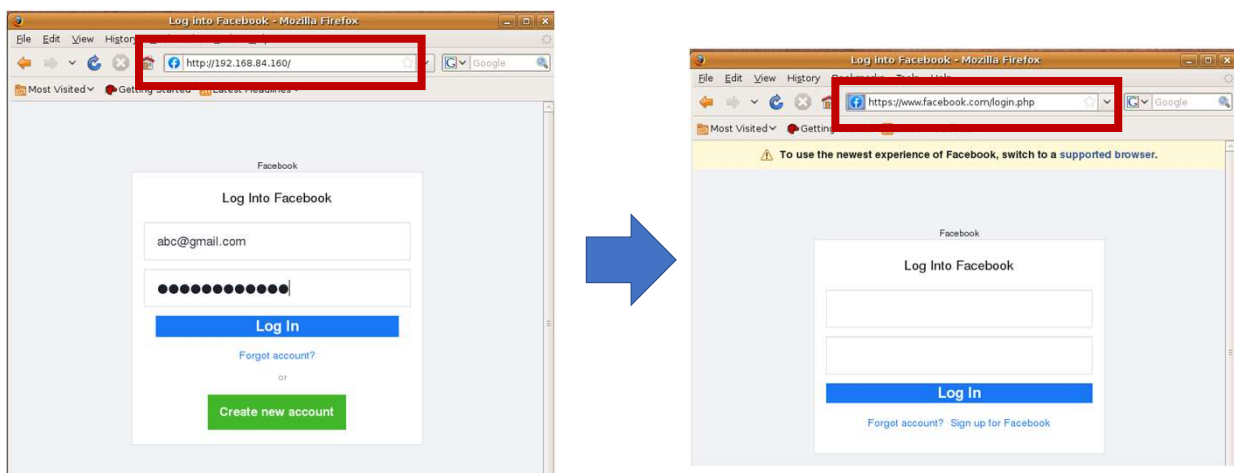 Log into Facebook - Mozilla Firefox
File Edit View History
http://192.168.84.160/
Google
Most Visited Getting Started Latest Headlines
Facebook
Log Into Facebook
abc@gmail.com
Log In
Forgot account?
or
Create new account
Log into Facebook - Mozilla Firefox
File Edit View History Bookmarks Tools Help
https://www.facebook.com/login.php
Google
Most Visited Getting
To use the newest experience of Facebook, switch to a supported browser.
Facebook
Log Into Facebook
Log In
Forgot account? Sign up for Facebook